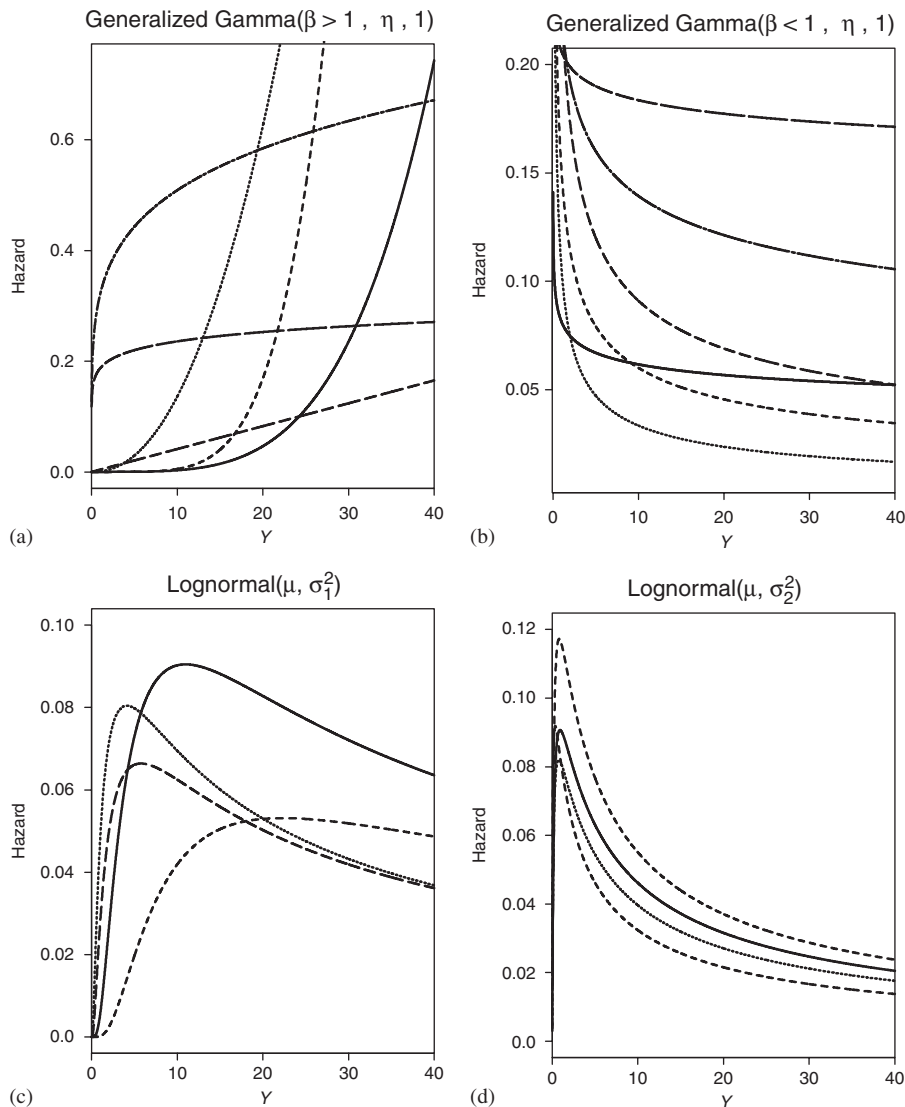 Generalized Gamma(β > 1 , η , 1)
Hazard
0.6
0.4
0.2
0.0
0 10 20 30 40
Y
(a)
Generalized Gamma(β < 1 , η , 1)
Hazard
0.20
0.15
0.10
0.05
0 10 20 30 40
Y
(b)
Lognormal(μ, σ₁²)
Hazard
0.10
0.08
0.06
0.04
0.02
0.0
0 10 20 30 40
Y
(c)
Lognormal(μ, σ₂²)
Hazard
0.12
0.10
0.08
0.06
0.04
0.02
0.0
0 10 20 30 40
Y
(d)